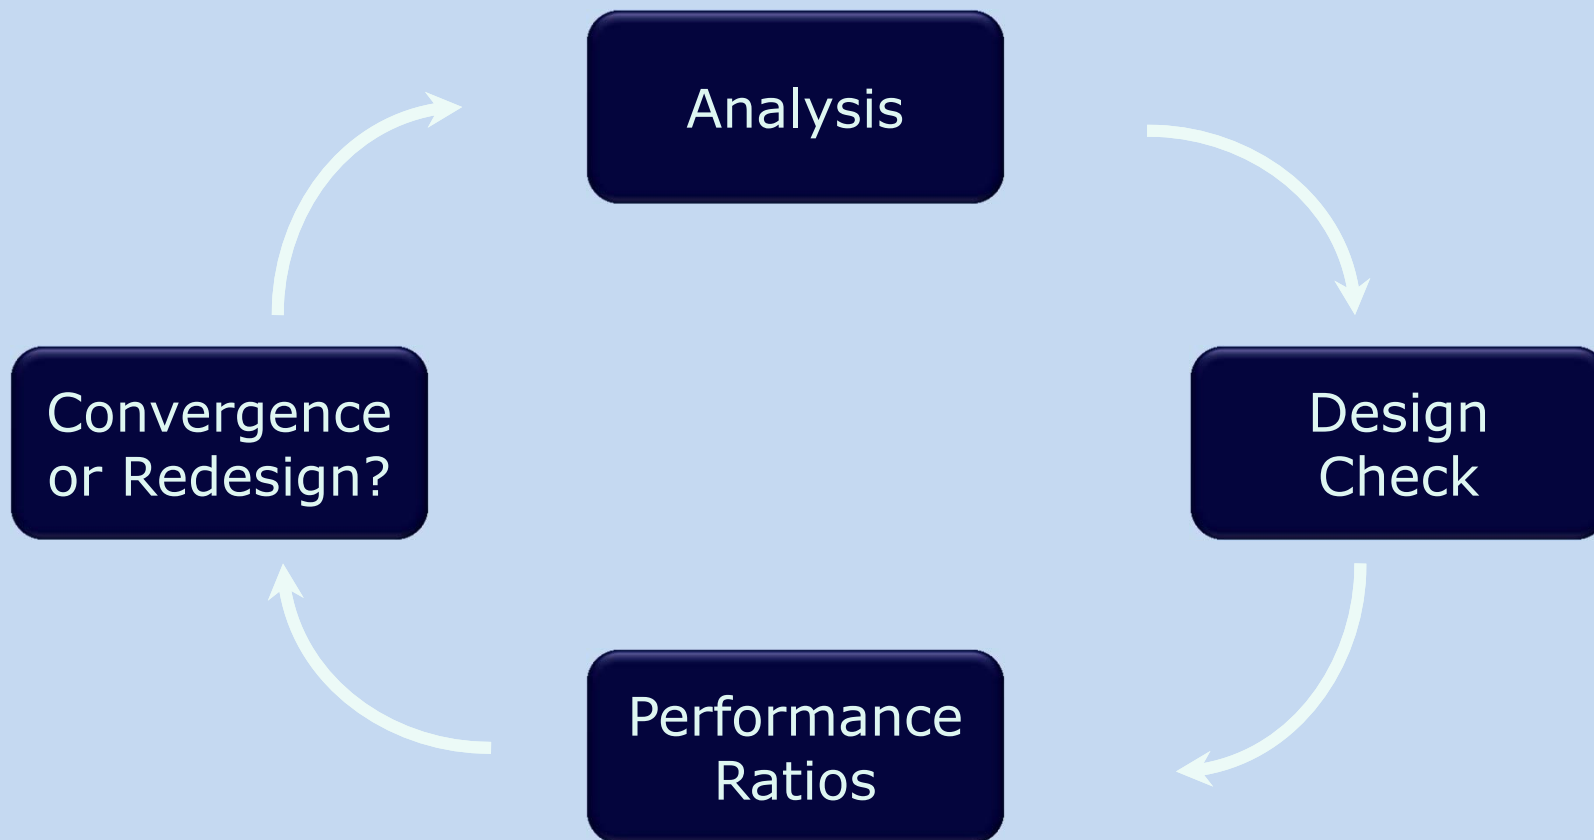 Analysis
Design
Check
Performance
Ratios
Convergence
or Redesign?